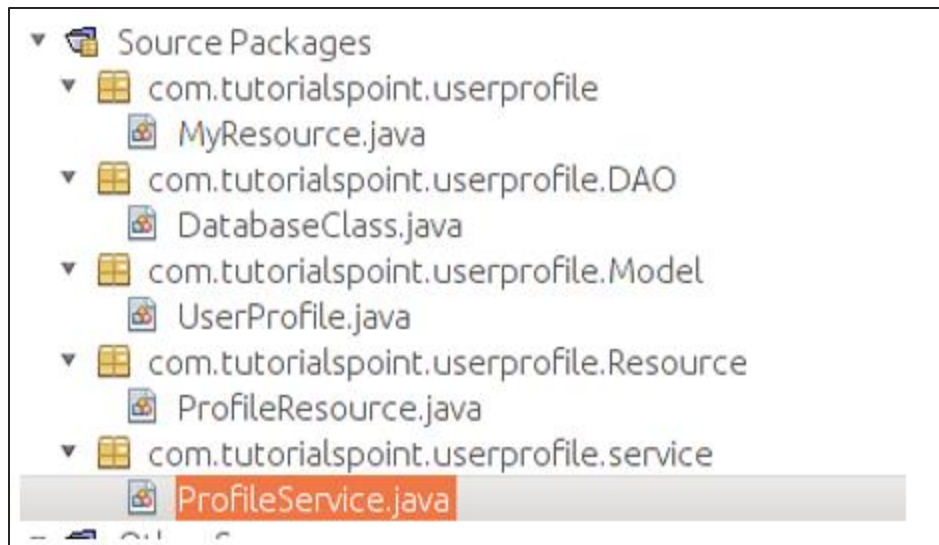 Source Packages
com.tutorialspoint.userprofile
MyResource.java
com.tutorialspoint.userprofile.DAO
DatabaseClass.java
com.tutorialspoint.userprofile.Model
UserProfile.java
com.tutorialspoint.userprofile.Resource
ProfileResource.java
com.tutorialspoint.userprofile.service
ProfileService.java